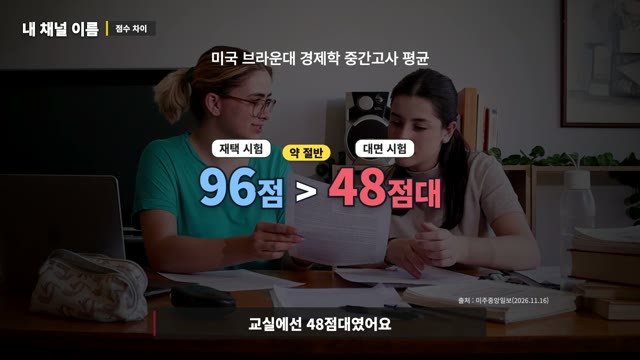 내 채널 이름 점수 차이
미국 브라운대 경제학 중간고사 평균
재택 시험 약 절반 대면 시험
96점 > 48점대
출처 : 미주중앙일보(2026.11.16)
교실에선 48점대였어요